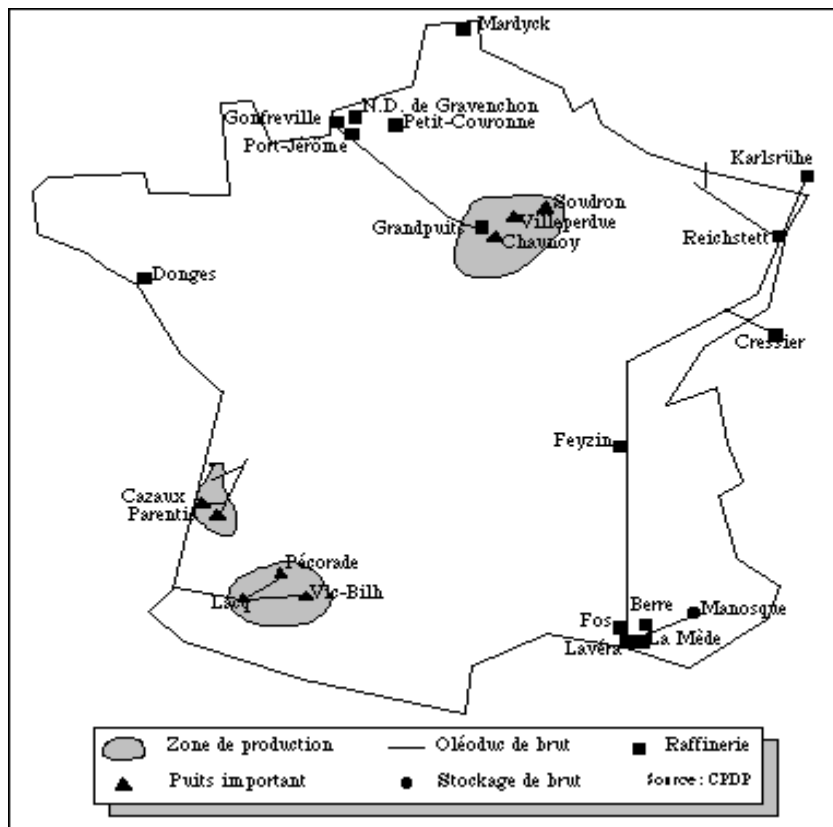 Mardyck
N.D. de Gravenchon
Gonfreville
Petit-Couronne
Port-Jérôme
Karlsrühe
Soudron
Grandpuits
Villeperdue
Chaunoy
Reichstett
Donges
Cressier
Feyzin
Cazaux
Parentis
Pécorade
Lacq
Vic-Bilh
Berre
Manosque
Fos
La Mède
Lavéra
Zone de production
Oléoduc de brut
Raffinerie
Puits important
Stockage de brut
Source: CPDP